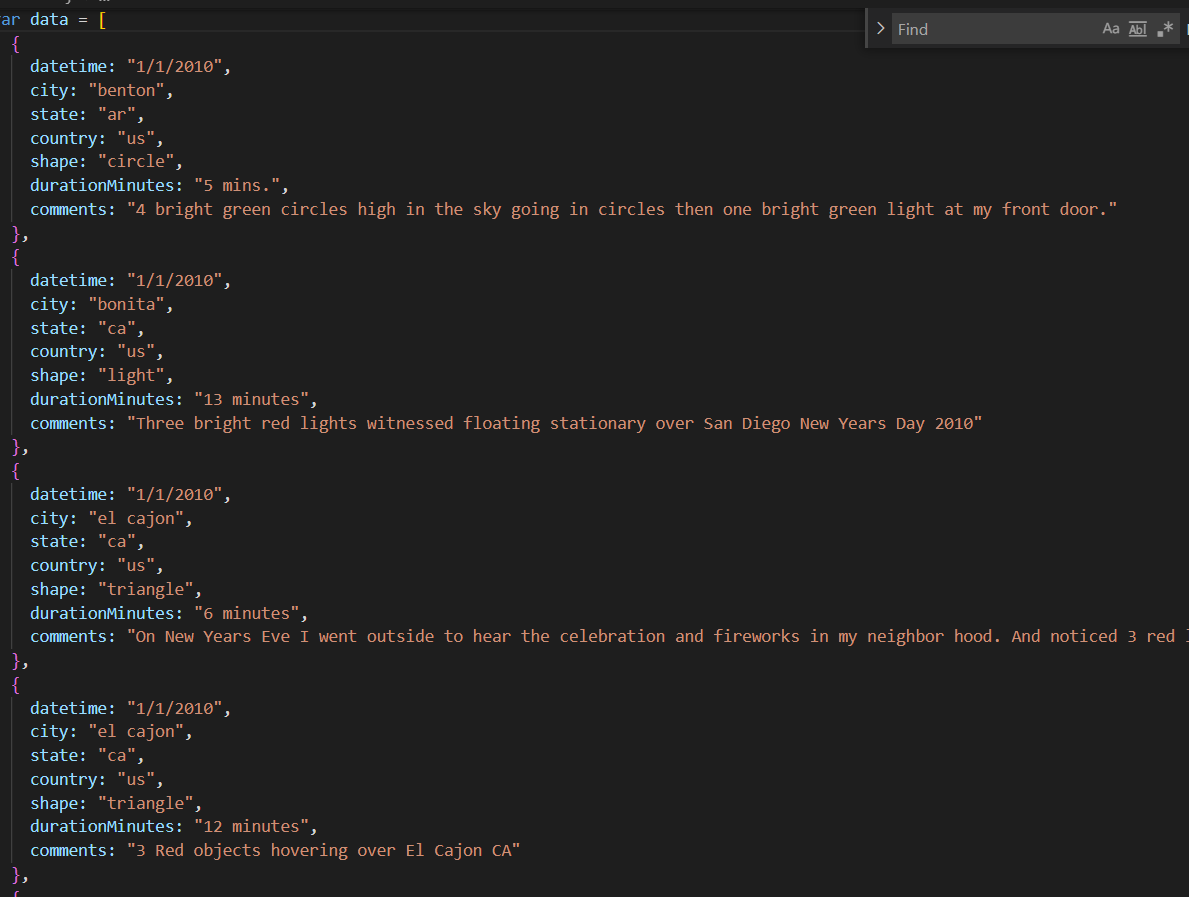 var data = [
Find
Aa Abl .*
{
datetime: "1/1/2010",
city: "benton",
state: "ar",
country: "us",
shape: "circle",
durationMinutes: "5 mins.",
comments: "4 bright green circles high in the sky going in circles then one bright green light at my front door."
},
{
datetime: "1/1/2010",
city: "bonita",
state: "ca",
country: "us",
shape: "light",
durationMinutes: "13 minutes",
comments: "Three bright red lights witnessed floating stationary over San Diego New Years Day 2010"
},
{
datetime: "1/1/2010",
city: "el cajon",
state: "ca",
country: "us",
shape: "triangle",
durationMinutes: "6 minutes",
comments: "On New Years Eve I went outside to hear the celebration and fireworks in my neighbor hood. And noticed 3 red
},
{
datetime: "1/1/2010",
city: "el cajon",
state: "ca",
country: "us",
shape: "triangle",
durationMinutes: "12 minutes",
comments: "3 Red objects hovering over El Cajon CA"
},
{